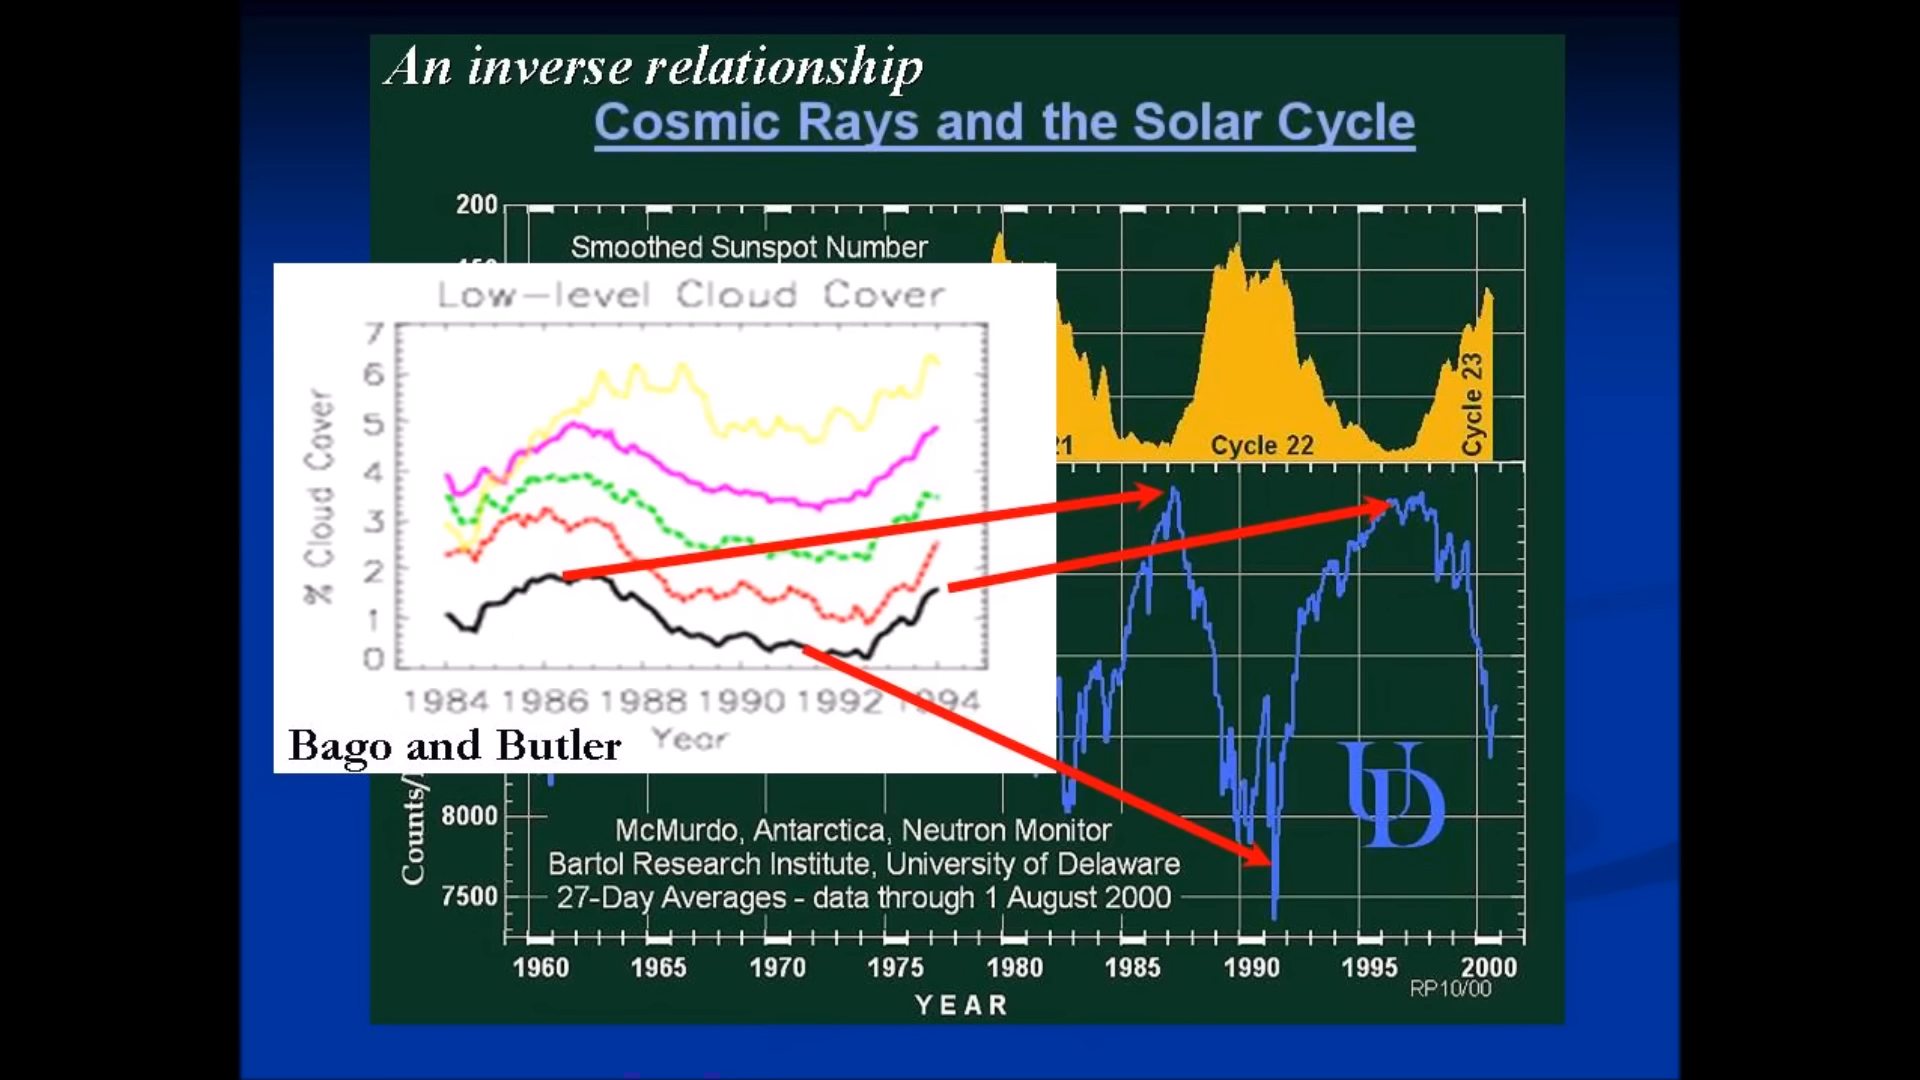 An inverse relationship
Cosmic Rays and the Solar Cycle
200
Smoothed Sunspot Number
Low-level Cloud Cover
7
6
5
4
3
2
1
0
% Cloud Cover
1984 1986 1988 1990 1992 1994
Year
Bago and Butler
Cycle 22
Cycle 23
UD
Counts/
8000
7500
McMurdo, Antarctica, Neutron Monitor
Bartol Research Institute, University of Delaware
27-Day Averages - data through 1 August 2000
1960 1965 1970 1975 1980 1985 1990 1995 2000
YEAR
RP10/00